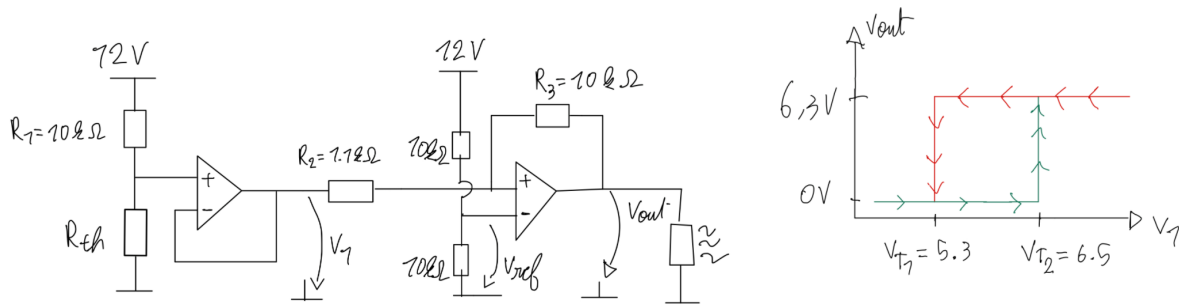 12V
R1=10kΩ
Rth
V1
R2=1.1kΩ
12V
10kΩ
10kΩ
Vref
R3=10kΩ
Vout
Vout
6,3V
0V
VT1=5.3
VT2=6.5
V1